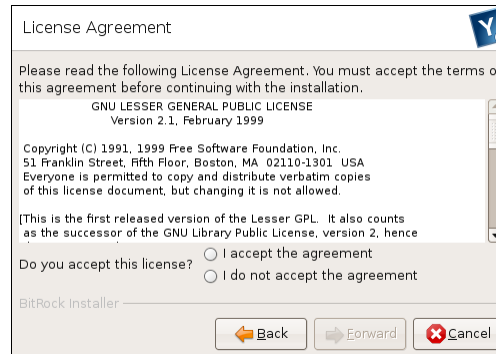 License Agreement
Y
Please read the following License Agreement. You must accept the terms o
this agreement before continuing with the installation.
GNU LESSER GENERAL PUBLIC LICENSE
Version 2.1, February 1999
Copyright (C) 1991, 1999 Free Software Foundation, Inc.
51 Franklin Street, Fifth Floor, Boston, MA  02110-1301  USA
Everyone is permitted to copy and distribute verbatim copies
of this license document, but changing it is not allowed.
[This is the first released version of the Lesser GPL.  It also counts
as the successor of the GNU Library Public License, version 2, hence
Do you accept this license?
I accept the agreement
I do not accept the agreement
BitRock Installer
Back
Forward
Cancel